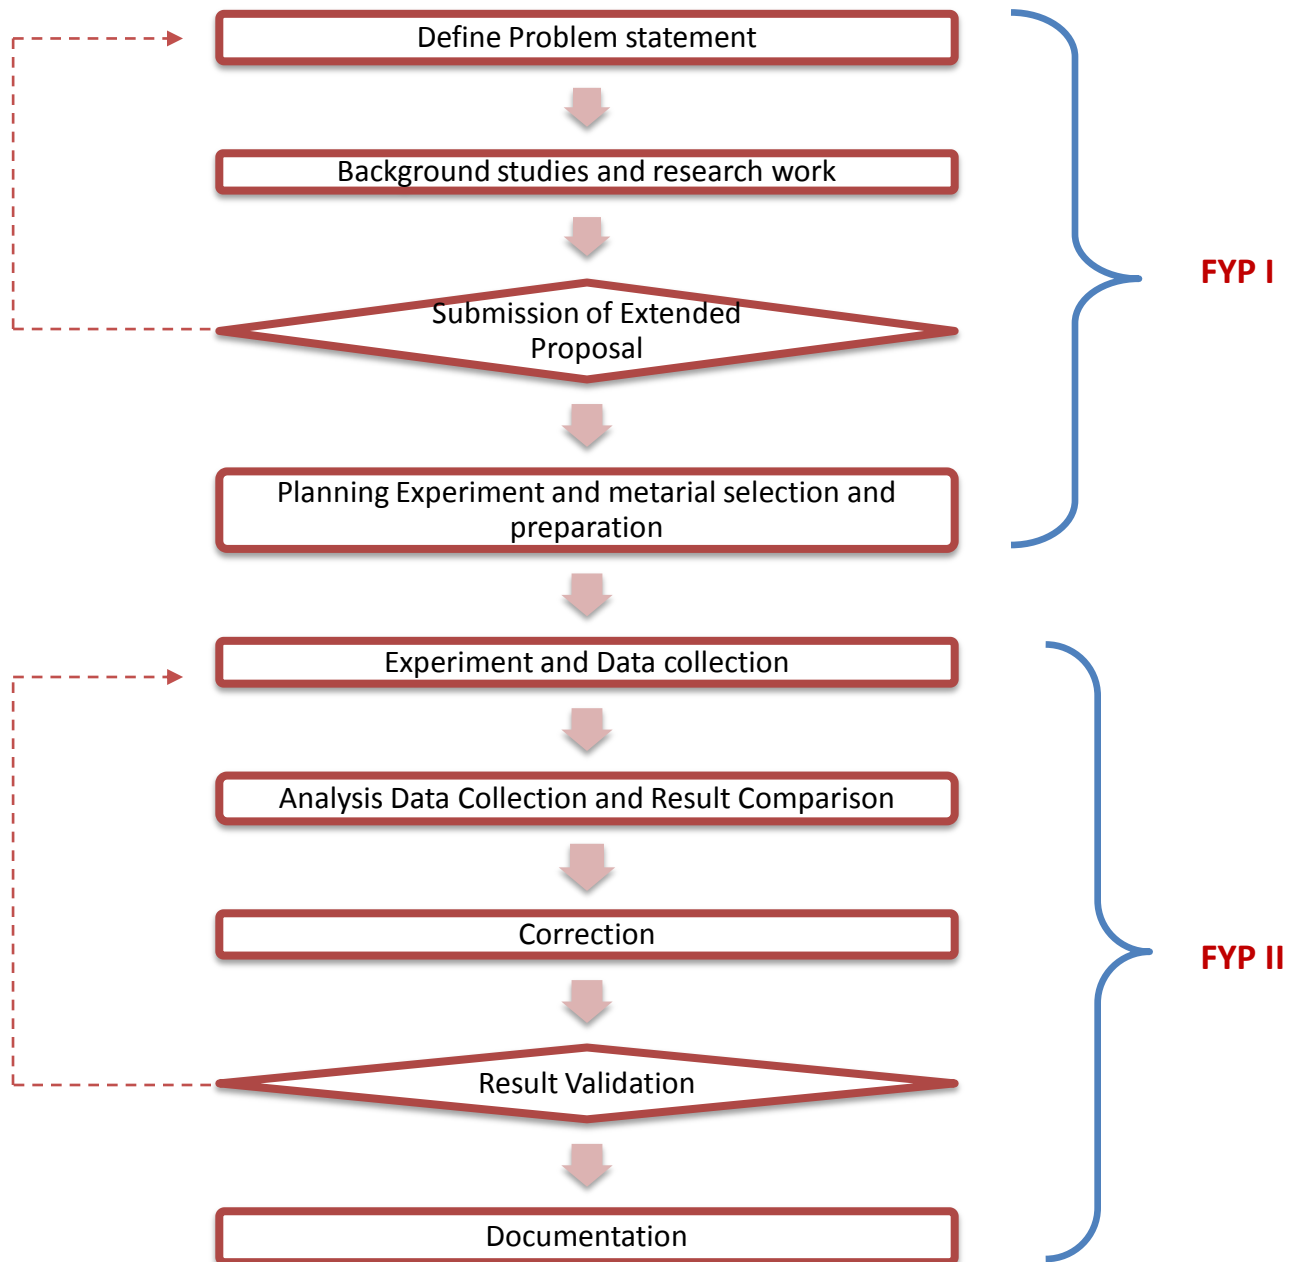 Define Problem statement
Background studies and research work
Submission of Extended
Proposal
FYP I
Planning Experiment and metarial selection and
preparation
Experiment and Data collection
Analysis Data Collection and Result Comparison
Correction
FYP II
Result Validation
Documentation